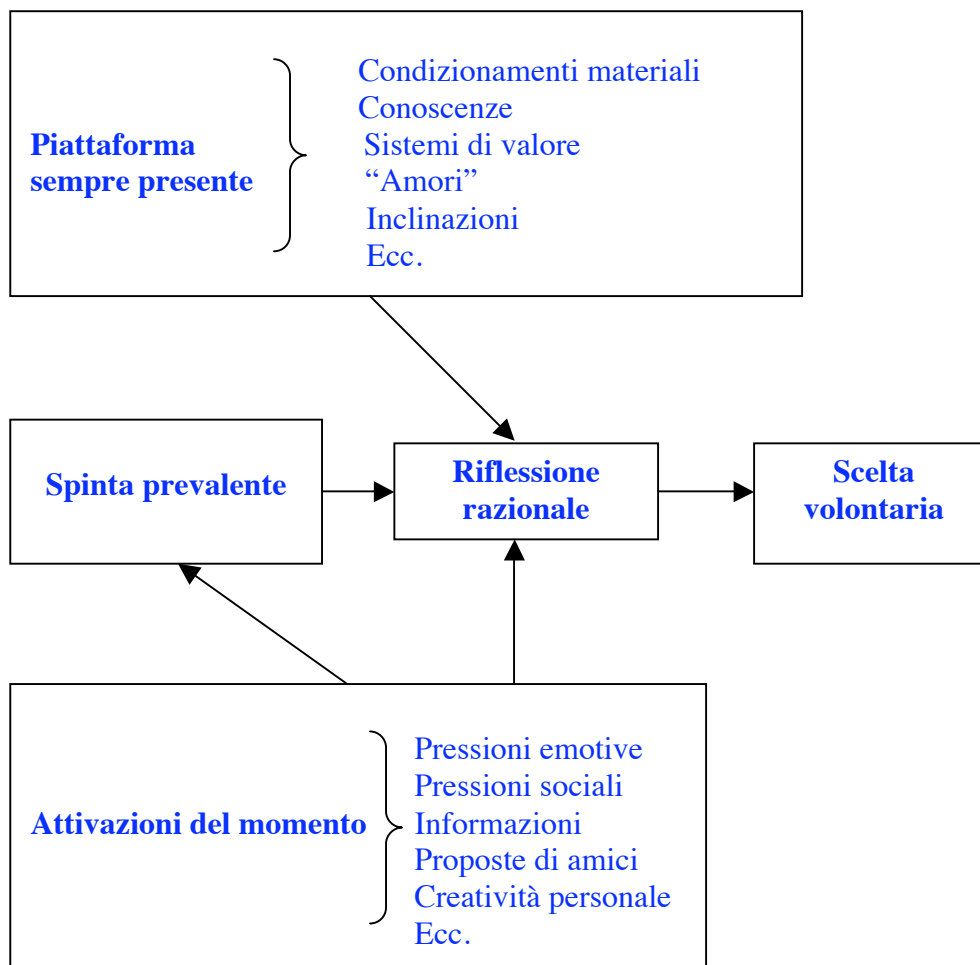 Piattaforma
sempre presente
Condizionamenti materiali
Conoscenze
Sistemi di valore
“Amori”
Inclinazioni
Ecc.
Spinta prevalente
Riflessione
razionale
Scelta
volontaria
Attivazioni del momento
Pressioni emotive
Pressioni sociali
Informazioni
Proposte di amici
Creatività personale
Ecc.